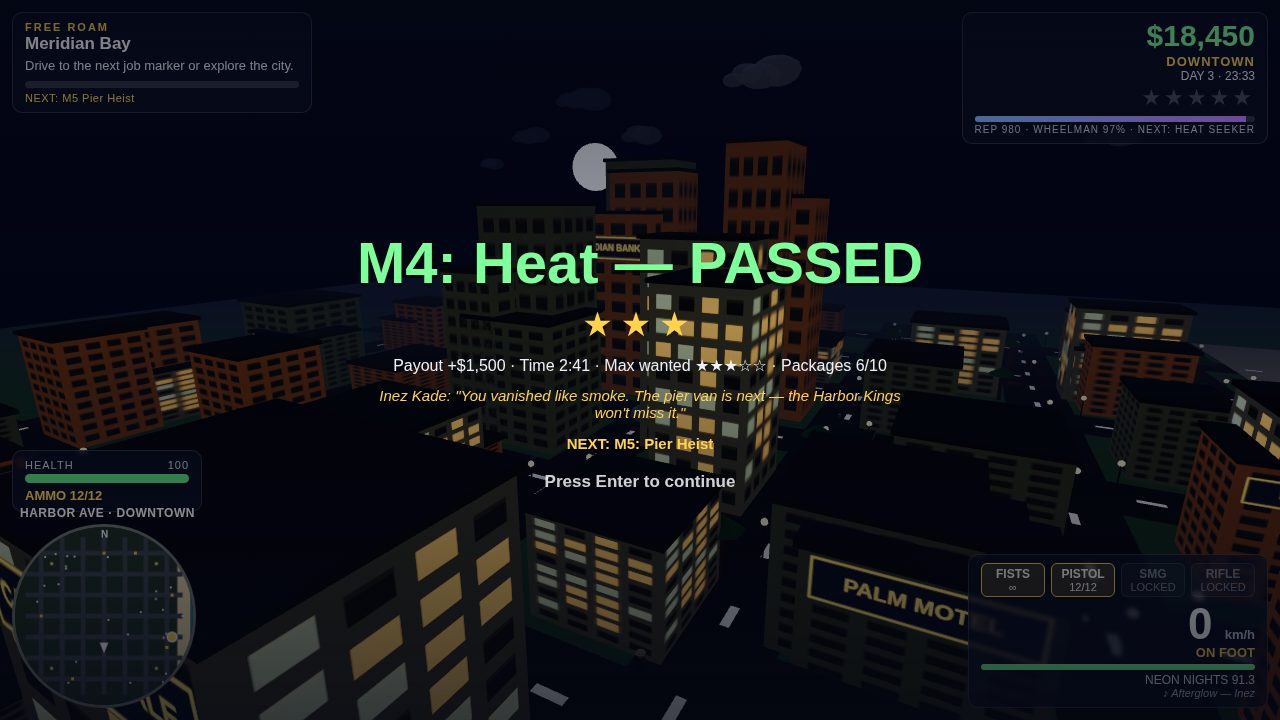 FREE ROAM
Meridian Bay
Drive to the next job marker or explore the city.
NEXT: M5 Pier Heist
$18,450
DOWNTOWN
DAY 3 · 23:33
★★★★★
REP 980 · WHEELMAN 97% · NEXT: HEAT SEEKER
DIAN BANK
M4: Heat — PASSED
★ ★ ★
Payout +$1,500 · Time 2:41 · Max wanted ★★★☆☆ · Packages 6/10
Inez Kade: "You vanished like smoke. The pier van is next — the Harbor Kings
won't miss it."
NEXT: M5: Pier Heist
Press Enter to continue
HEALTH 100
AMMO 12/12
HARBOR AVE · DOWNTOWN
N
PALM MOTEL
FISTS PISTOL SMG RIFLE
∞ 12/12 LOCKED LOCKED
0 km/h
ON FOOT
NEON NIGHTS 91.3
♪ Afterglow — Inez